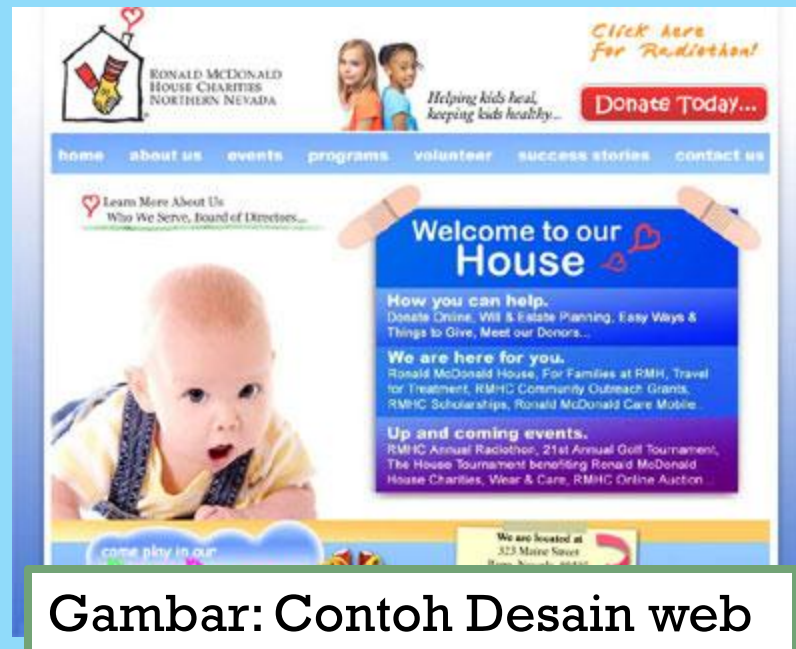 Click here
for Radiothon!
RONALD MCDONALD
HOUSE CHARITIES
NORTHERN NEVADA
Helping kids heal,
keeping kids healthy...
Donate Today...
home about us events programs volunteer success stories contact us
Learn More About Us
Who We Serve, Board of Directors...
Welcome to our
House
How you can help.
Donate Online, Will & Estate Planning, Easy Ways &
Things to Give, Meet our Donors...
We are here for you.
Ronald McDonald House, For Families at RMH, Travel
for Treatment, RMHC Community Outreach Grants,
RMHC Scholarships, Ronald McDonald Care Mobile...
Up and coming events.
RMHC Annual Radiothon, 21st Annual Golf Tournament,
The House Tournament benefiting Ronald McDonald
House Charities, Wear & Care, RMHC Online Auction...
come play in our
We are located at
323 Maine Street
Gambar: Contoh Desain web